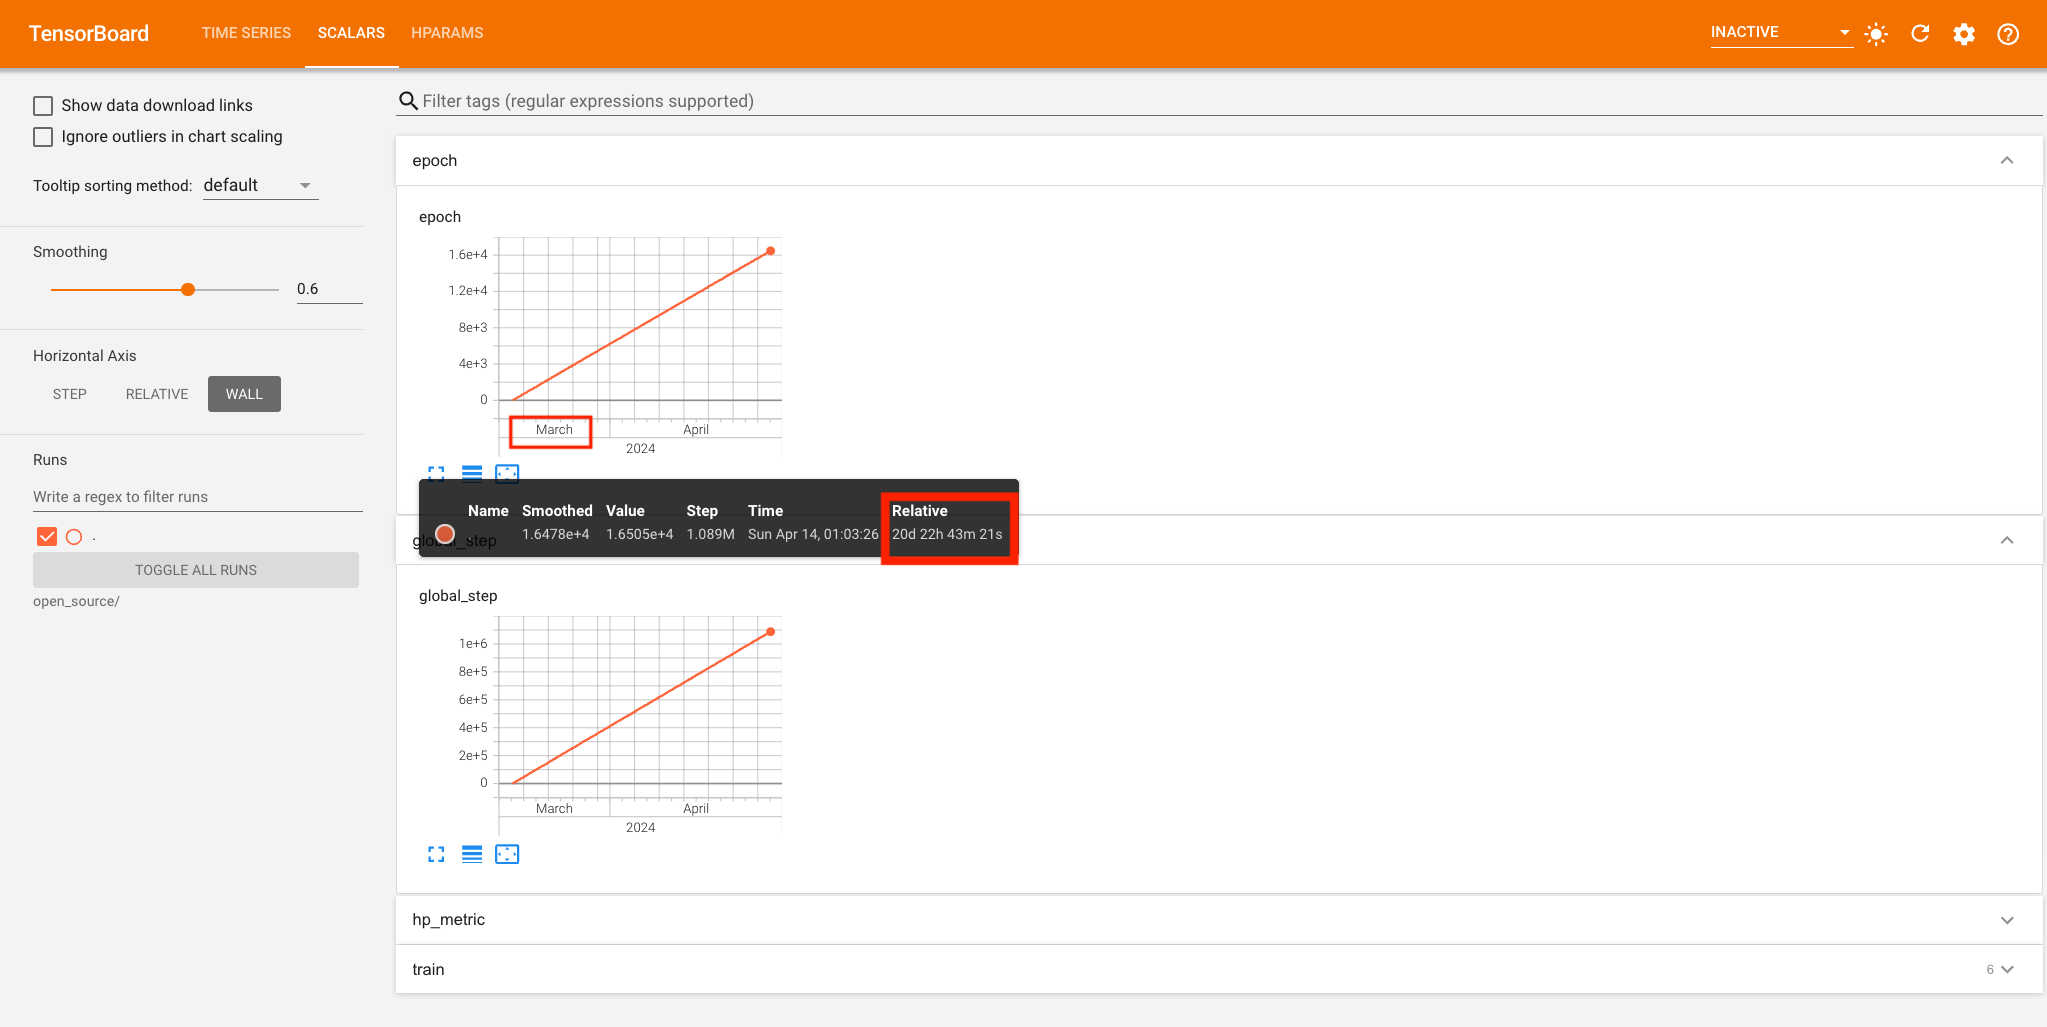 TensorBoard
TIME SERIES
SCALARS
HPARAMS
INACTIVE
Show data download links
Ignore outliers in chart scaling
Tooltip sorting method: default
Smoothing
0.6
Horizontal Axis
STEP
RELATIVE
WALL
Runs
Write a regex to filter runs
.
TOGGLE ALL RUNS
open_source/
Filter tags (regular expressions supported)
epoch
epoch
1.6e+4
1.2e+4
8e+3
4e+3
0
March
April
2024
Name Smoothed Value Step Time Relative
. 1.6478e+4 1.6505e+4 1.089M Sun Apr 14, 01:03:26 20d 22h 43m 21s
global_step
global_step
1e+6
8e+5
6e+5
4e+5
2e+5
0
March
April
2024
hp_metric
train
6